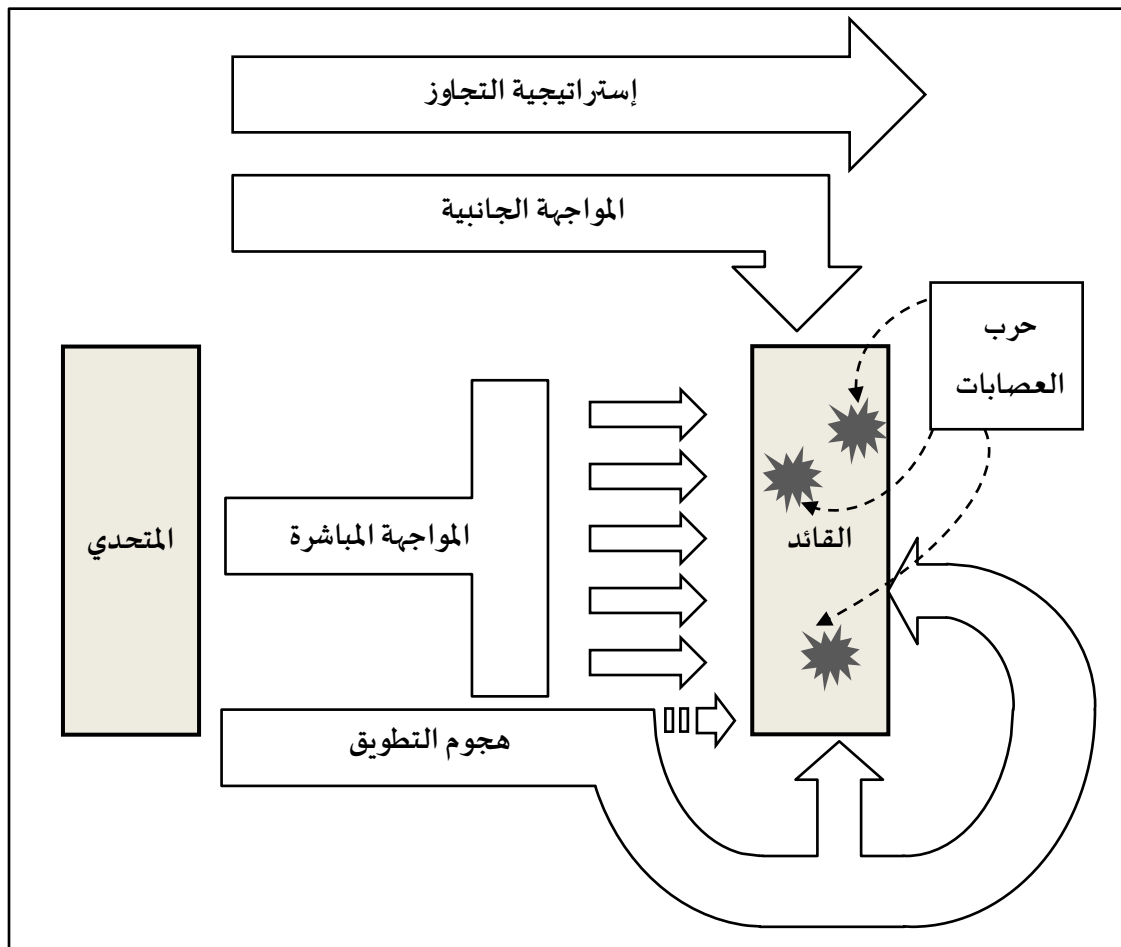 إستراتيجية التجاوز
المواجهة الجانبية
حرب
العصابات
المتحدي
المواجهة المباشرة
القائد
هجوم التطويق